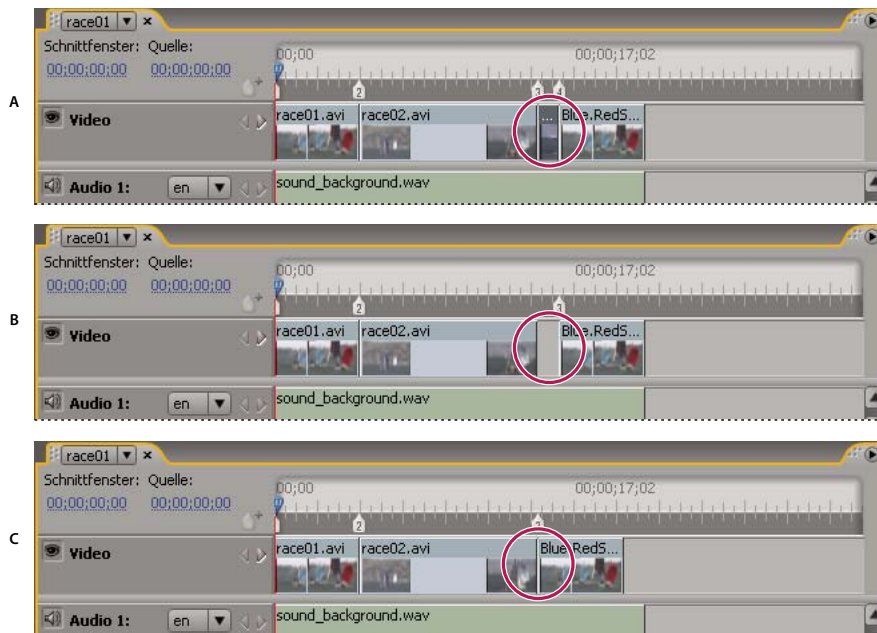 race01
Schnittfenster: Quelle:
00;00;00;00 00;00;00;00
00;00 00;00;17;02
2 3 4
A
Video
race01.avi race02.avi ... Blue.RedS...
Audio 1: en
sound_background.wav
race01
Schnittfenster: Quelle:
00;00;00;00 00;00;00;00
00;00 00;00;17;02
2 3
B
Video
race01.avi race02.avi Blue.RedS...
Audio 1: en
sound_background.wav
race01
Schnittfenster: Quelle:
00;00;00;00 00;00;00;00
00;00 00;00;17;02
2 3
C
Video
race01.avi race02.avi Blue.RedS...
Audio 1: en
sound_background.wav